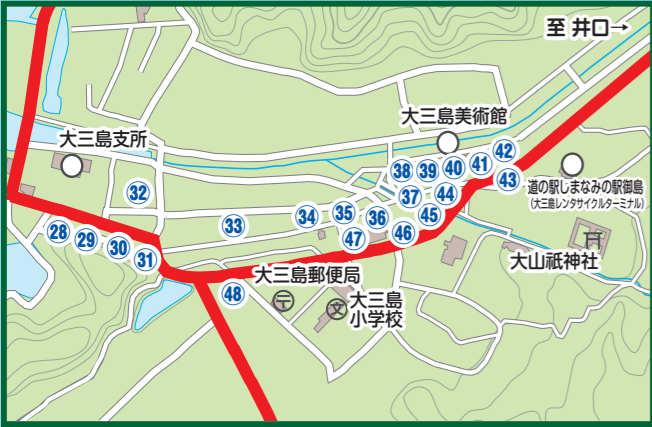 至 井口→
大三島美術館
大三島支所
42
38
39
40
41
43
道の駅しまなみの駅御島
(大三島レンタサイクルターミナル)
32
37
44
33
34
35
36
45
28
29
30
31
47
46
大山祇神社
大三島郵便局
48
〒
文
大三島
小学校